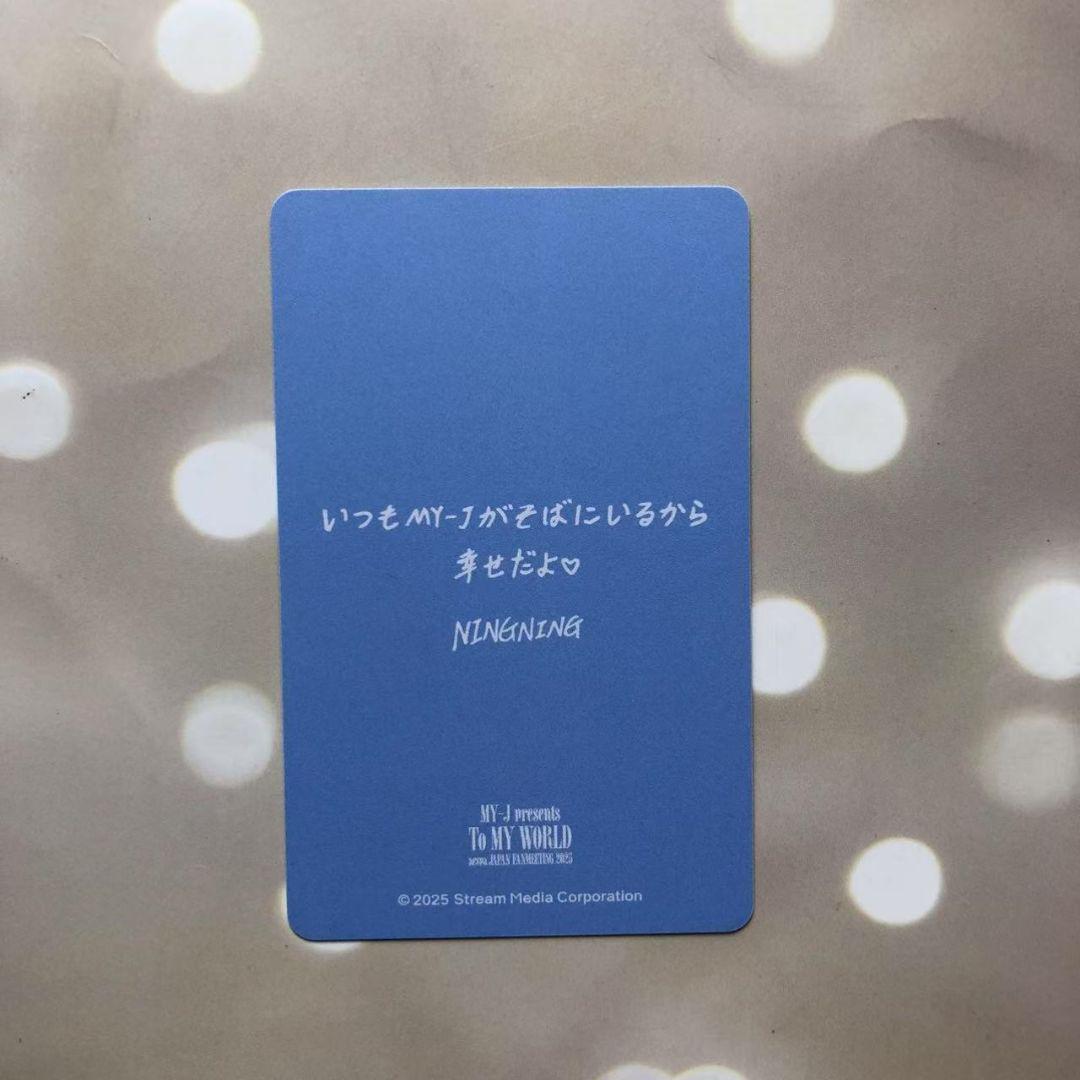 いつもMY-Jがそばにいるから
幸せだよ♡
NINGNING
MY-J presents
To MY WORLD
aespa JAPAN FANMEETING 2025
© 2025 Stream Media Corporation